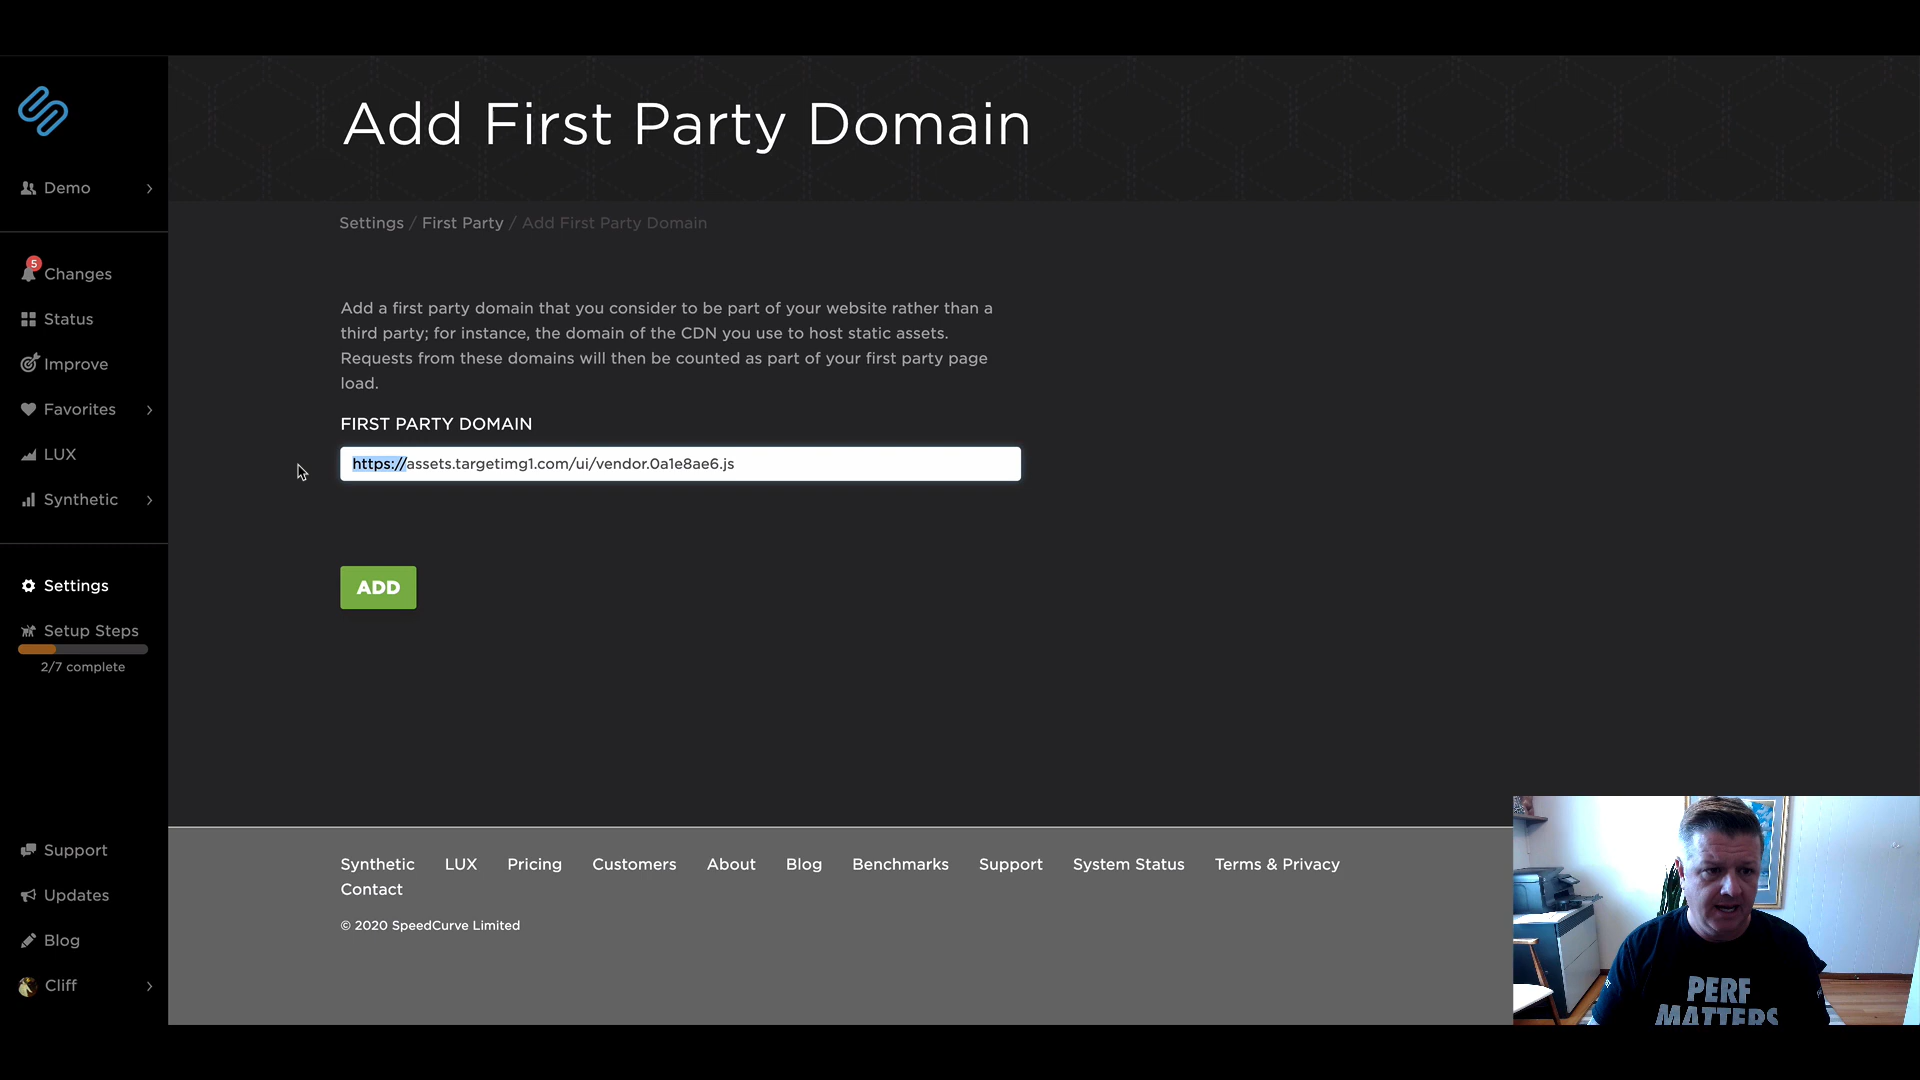 Add First Party Domain
Demo
5
Changes
Status
Improve
Favorites
LUX
Synthetic
Settings
Setup Steps
2/7 complete
Support
Updates
Blog
Cliff
Settings / First Party / Add First Party Domain
Add a first party domain that you consider to be part of your website rather than a
third party; for instance, the domain of the CDN you use to host static assets.
Requests from these domains will then be counted as part of your first party page
load.
FIRST PARTY DOMAIN
https://assets.targetimg1.com/ui/vendor.0a1e8ae6.js
ADD
Synthetic LUX Pricing Customers About Blog Benchmarks Support System Status Terms & Privacy
Contact
© 2020 SpeedCurve Limited
PERF
MATTERS